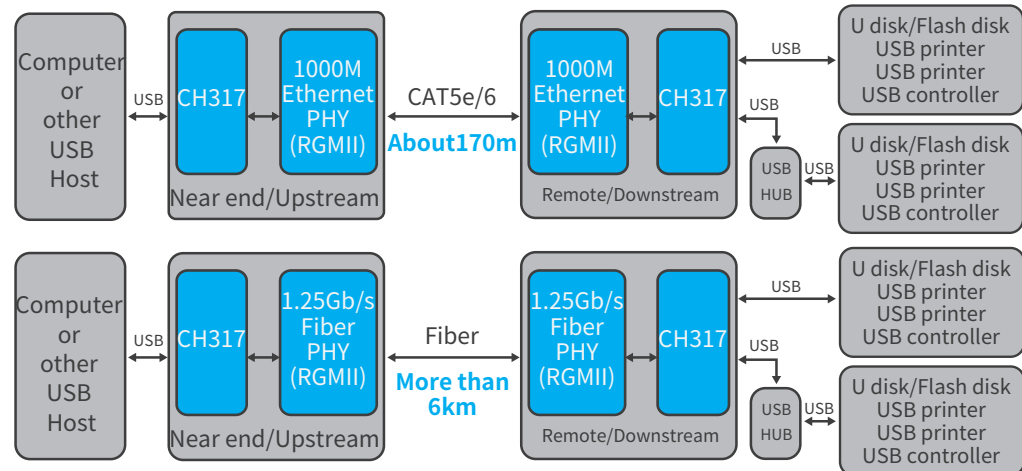 Computer
or
other
USB
Host
USB
CH317
1000M
Ethernet
PHY
(RGMII)
Near end/Upstream
CAT5e/6
About170m
1000M
Ethernet
PHY
(RGMII)
CH317
Remote/Downstream
USB
USB
USB
HUB
USB
U disk/Flash disk
USB printer
USB printer
USB controller
U disk/Flash disk
USB printer
USB printer
USB controller
Computer
or
other
USB
Host
USB
CH317
1.25Gb/s
Fiber
PHY
(RGMII)
Near end/Upstream
Fiber
More than
6km
1.25Gb/s
Fiber
PHY
(RGMII)
CH317
Remote/Downstream
USB
USB
USB
HUB
USB
U disk/Flash disk
USB printer
USB printer
USB controller
U disk/Flash disk
USB printer
USB printer
USB controller